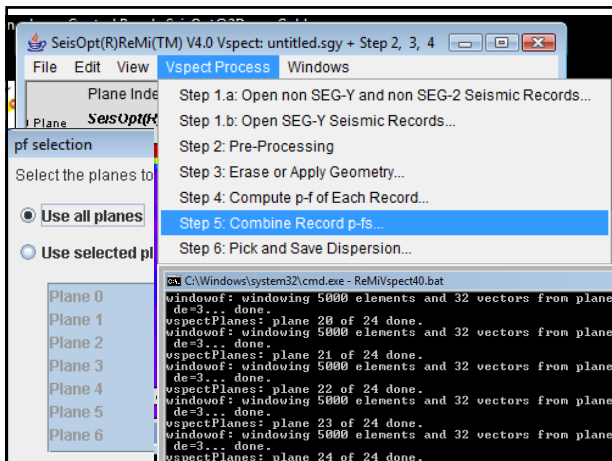 SeisOpt(R)ReMi(TM) V4.0 Vspect: untitled.sgy + Step 2, 3, 4
File Edit View Vspect Process Windows
Plane Inde
Plane SeisOpt(R
Step 1.a: Open non SEG-Y and non SEG-2 Seismic Records...
Step 1.b: Open SEG-Y Seismic Records...
Step 2: Pre-Processing
Step 3: Erase or Apply Geometry...
Step 4: Compute p-f of Each Record...
Step 5: Combine Record p-fs...
Step 6: Pick and Save Dispersion...
pf selection
Select the planes to
Use all planes
Use selected pl
Plane 0
Plane 1
Plane 2
Plane 3
Plane 4
Plane 5
Plane 6
C:\Windows\system32\cmd.exe - ReMiVspect40.bat
windowof: windowing 5000 elements and 32 vectors from plane
de=3... done.
vspectPlanes: plane 20 of 24 done.
windowof: windowing 5000 elements and 32 vectors from plane
de=3... done.
vspectPlanes: plane 21 of 24 done.
windowof: windowing 5000 elements and 32 vectors from plane
de=3... done.
vspectPlanes: plane 22 of 24 done.
windowof: windowing 5000 elements and 32 vectors from plane
de=3... done.
vspectPlanes: plane 23 of 24 done.
windowof: windowing 5000 elements and 32 vectors from plane
de=3... done.
vspectPlanes: plane 24 of 24 done.